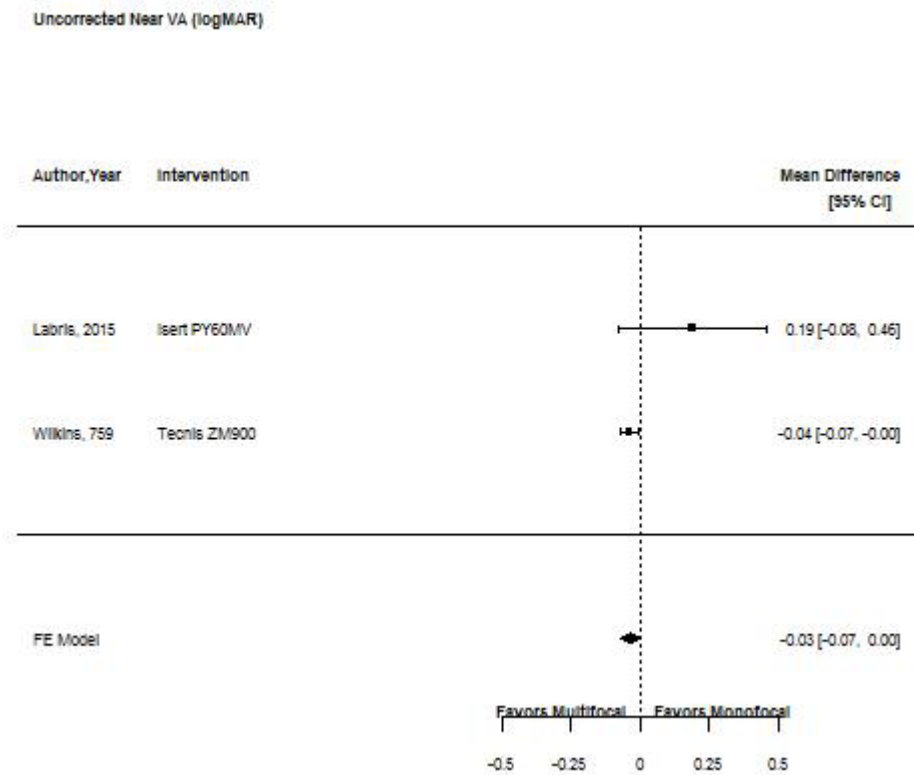 Uncorrected Near VA (logMAR)
Author,Year Intervention Mean Difference
[95% CI]
Labris, 2015 Isert PY60MV 0.19 [-0.08, 0.46]
Wilkins, 759 Tecnis ZM900 -0.04 [-0.07, -0.00]
FE Model -0.03 [-0.07, 0.00]
Favors Multifocal Favors Monofocal
-0.5 -0.25 0 0.25 0.5